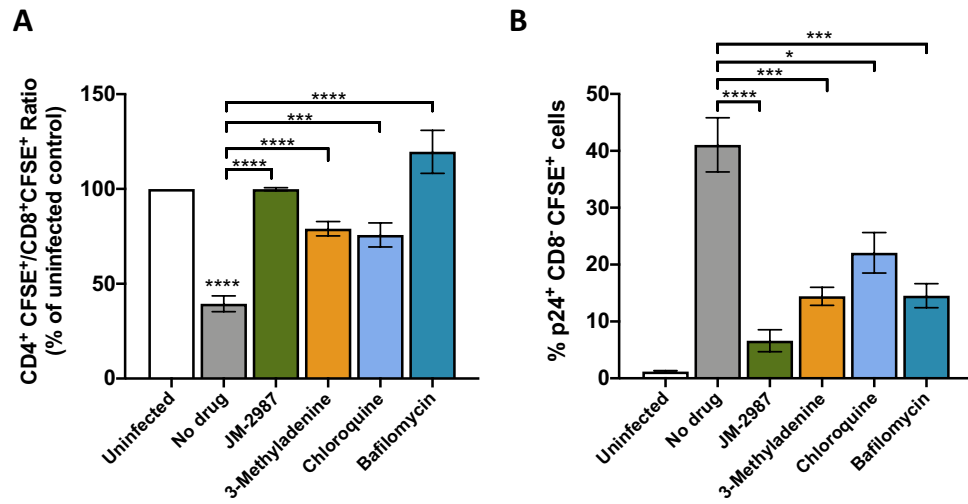 A
CD4+ CFSE+/CD8+CFSE+ Ratio
(% of uninfected control)
150
100
50
0
****
***
****
****
****
Uninfected
No drug
JM-2987
3-Methyladenine
Chloroquine
Bafilomycin
B
% p24+ CD8- CFSE+ cells
50
40
30
20
10
0
***
*
***
****
Uninfected
No drug
JM-2987
3-Methyladenine
Chloroquine
Bafilomycin